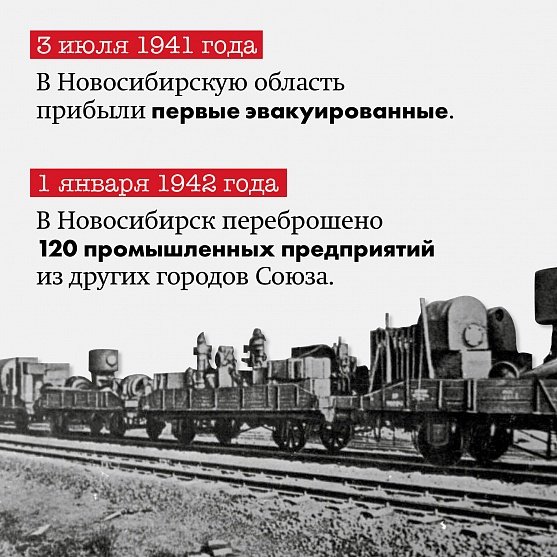 3 июля 1941 года
В Новосибирскую область
прибыли первые эвакуированные.
1 января 1942 года
В Новосибирск переброшено
120 промышленных предприятий
из других городов Союза.